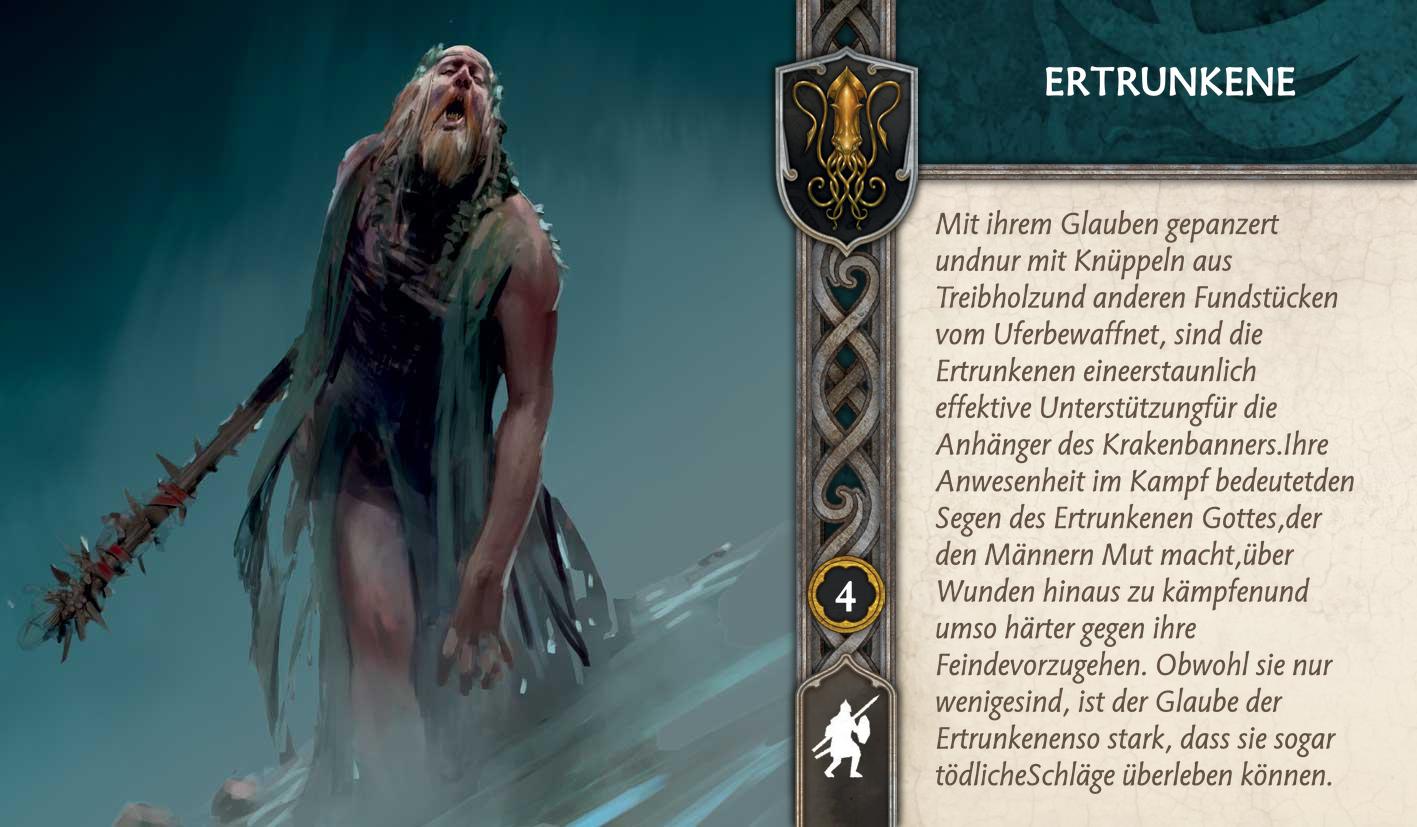 ERTRUNKENE
Mit ihrem Glauben gepanzert
undnur mit Knüppeln aus
Treibholzund anderen Fundstücken
vom Uferbewaffnet, sind die
Ertrunkenen eineerstaunlich
effektive Unterstützungfür die
Anhänger des Krakenbanners.Ihre
Anwesenheit im Kampf bedeutetden
Segen des Ertrunkenen Gottes,der
den Männern Mut macht,über
Wunden hinaus zu kämpfenund
umso härter gegen ihre
Feindevorzugehen. Obwohl sie nur
wenigesind, ist der Glaube der
Ertrunkenenso stark, dass sie sogar
tödlicheSchläge überleben können.
4